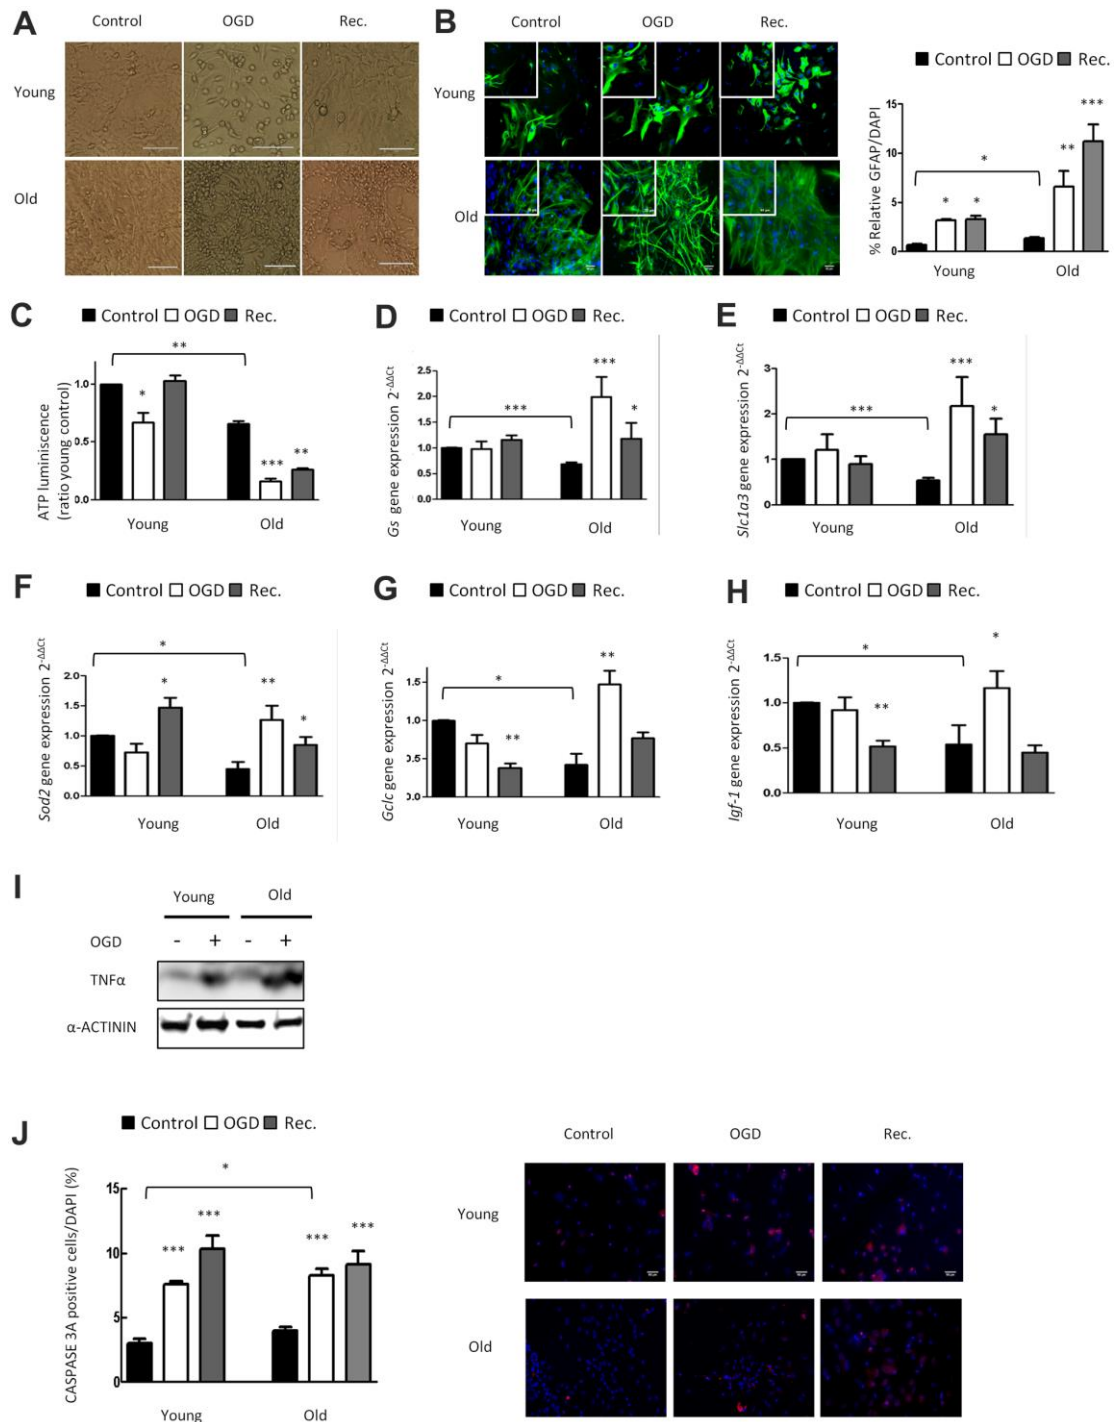 A
Control OGD Rec.
Young
Old
B
Control OGD Rec.
Young
Old
Control OGD Rec.
% Relative GFAP/DAPI
15
10
5
0
*
*
*
**
***
Young Old
C
Control OGD Rec.
ATP luminiscence
(ratio young control)
1.0
0.5
0.0
**
*
***
**
Young Old
D
Control OGD Rec.
Gs gene expression 2-ΔΔCt
2.5
2.0
1.5
1.0
0.5
0.0
***
***
*
Young Old
E
Control OGD Rec.
Slc1a3 gene expression 2-ΔΔCt
3
2
1
0
***
***
*
Young Old
F
Control OGD Rec.
Sod2 gene expression 2-ΔΔCt
2.0
1.5
1.0
0.5
0.0
*
*
**
*
Young Old
G
Control OGD Rec.
Gclc gene expression 2-ΔΔCt
1.5
1.0
0.5
0.0
*
**
**
Young Old
H
Control OGD Rec.
Igf-1 gene expression 2-ΔΔCt
1.5
1.0
0.5
0.0
*
**
*
Young Old
I
Young Old
OGD - + - +
TNFα
α-ACTININ
J
Control OGD Rec.
CASPASE 3A positive cells/DAPI (%)
15
10
5
0
*
***
***
***
***
Young Old
Control OGD Rec.
Young
Old